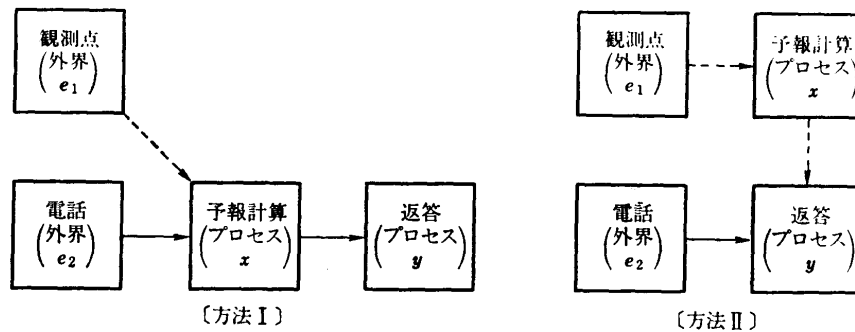 観測点
(外界)
e₁
電話
(外界)
e₂
予報計算
(プロセス)
x
返答
(プロセス)
y
〔方法Ⅰ〕
観測点
(外界)
e₁
予報計算
(プロセス)
x
電話
(外界)
e₂
返答
(プロセス)
y
〔方法Ⅱ〕